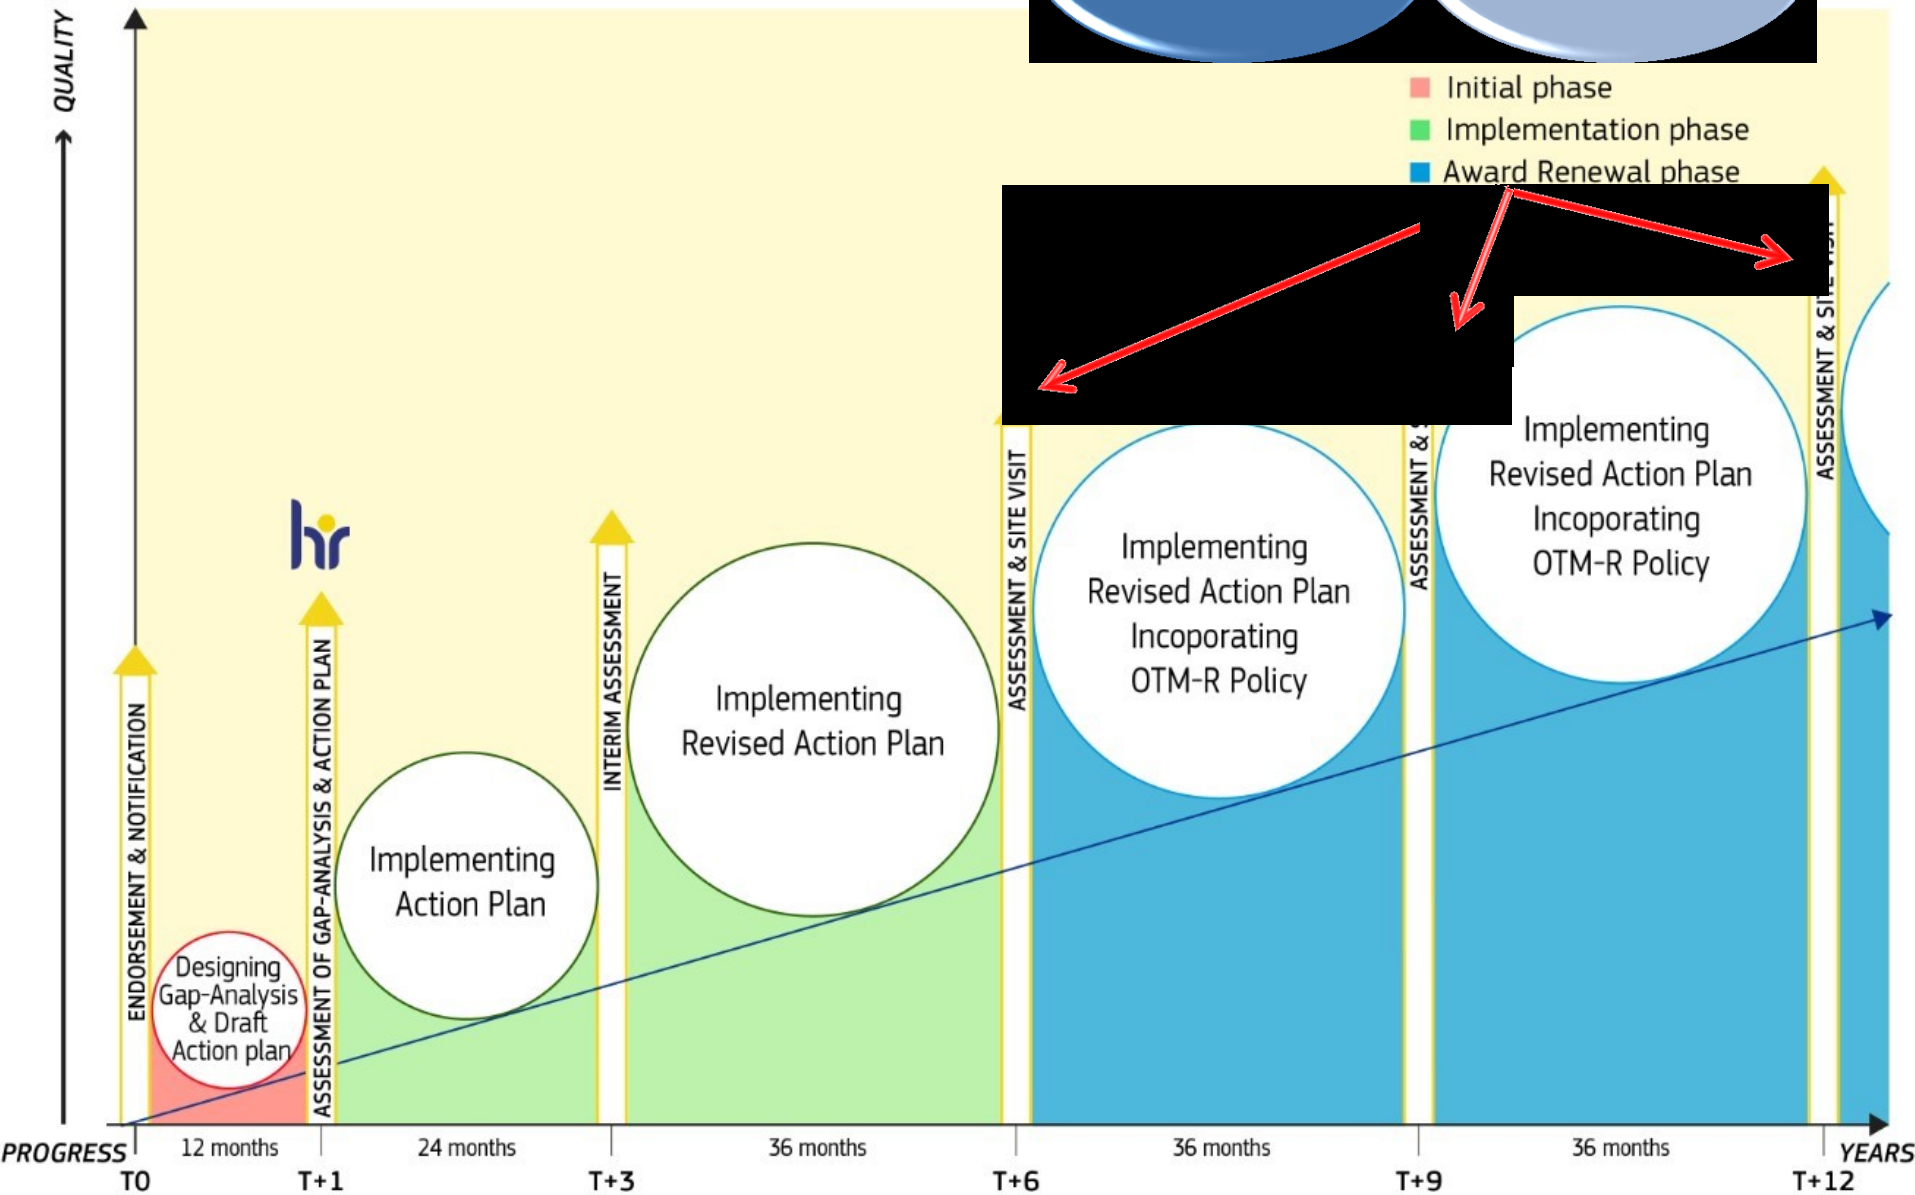 QUALITY
Initial phase
Implementation phase
Award Renewal phase
hr
ENDORSEMENT & NOTIFICATION
Designing
Gap-Analysis
& Draft
Action plan
ASSESSMENT OF GAP-ANALYSIS & ACTION PLAN
Implementing
Action Plan
INTERIM ASSESSMENT
Implementing
Revised Action Plan
ASSESSMENT & SITE VISIT
Implementing
Revised Action Plan
Incoporating
OTM-R Policy
ASSESSMENT &
Implementing
Revised Action Plan
Incoporating
OTM-R Policy
ASSESSMENT & SITE VISIT
PROGRESS
12 months
24 months
36 months
36 months
36 months
YEARS
T0
T+1
T+3
T+6
T+9
T+12